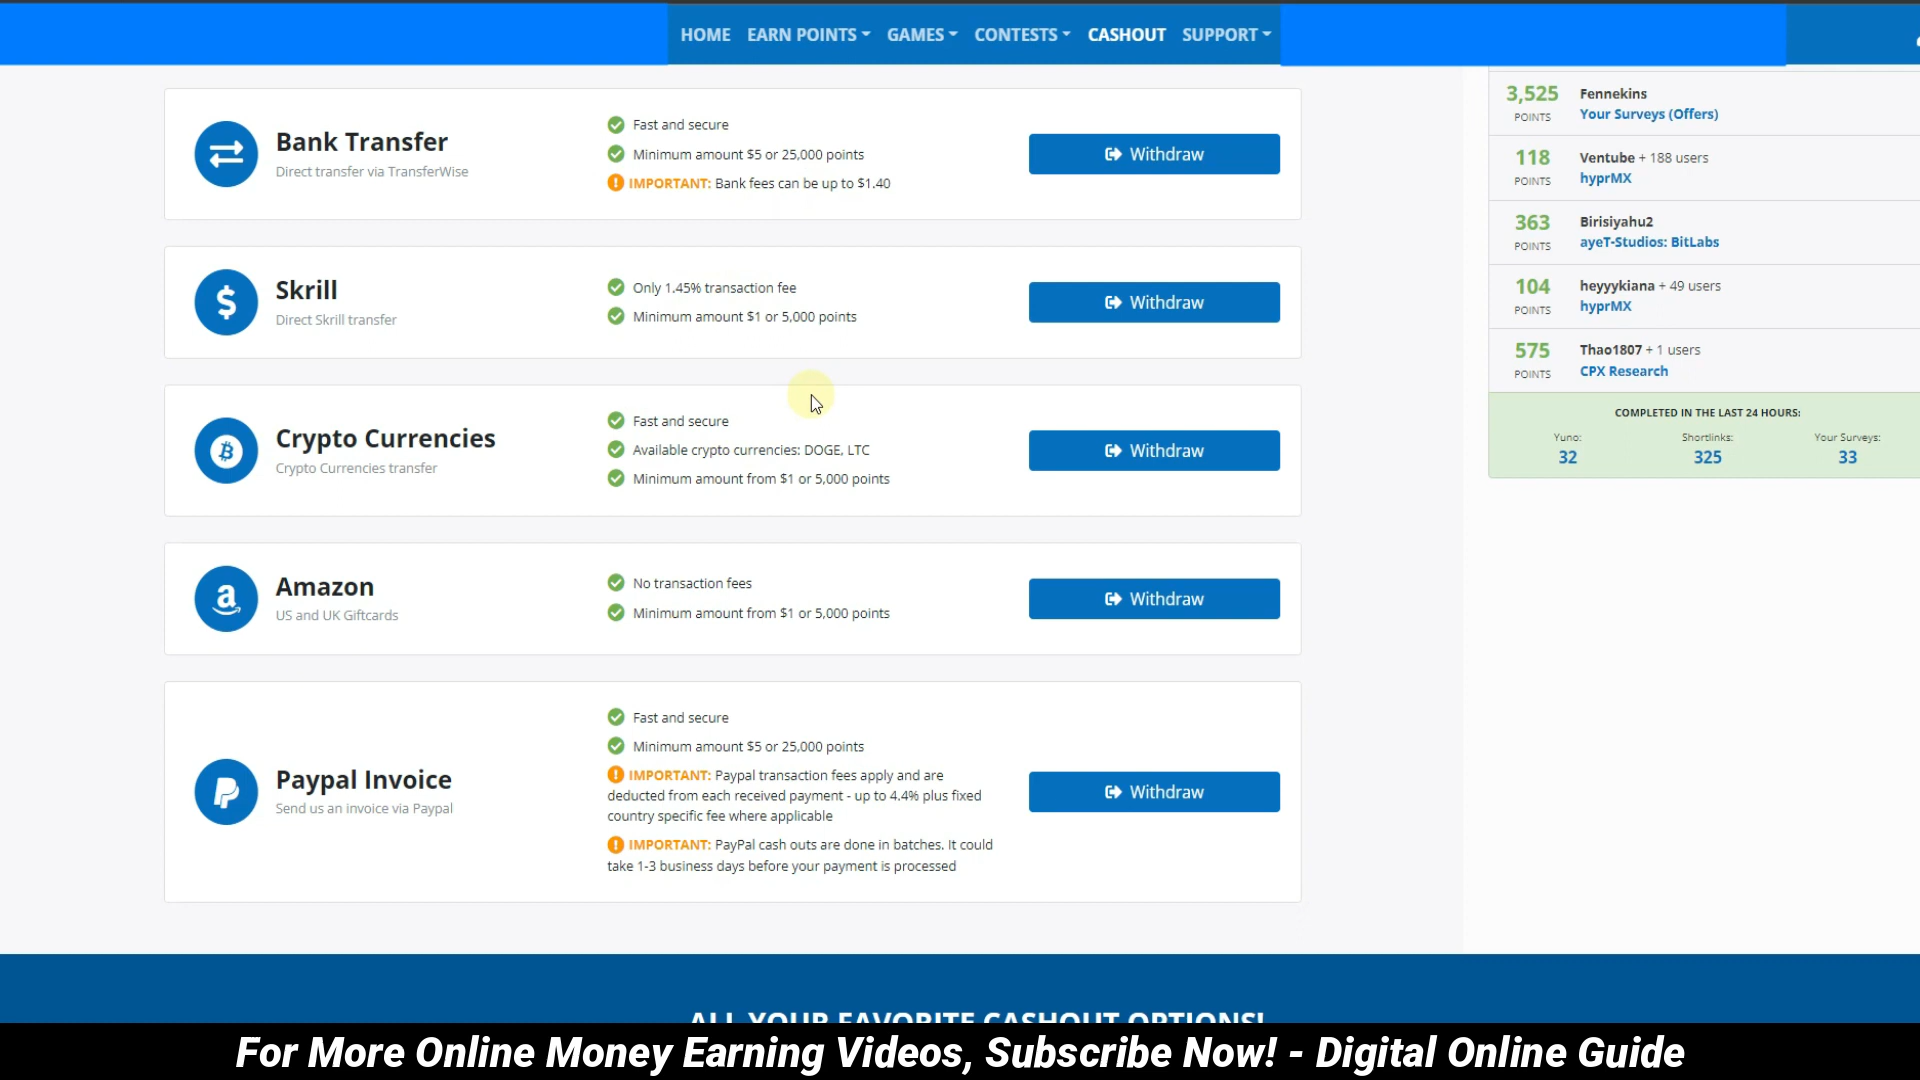 HOME EARN POINTS GAMES CONTESTS CASHOUT SUPPORT
Bank Transfer
Direct transfer via TransferWise
Fast and secure
Minimum amount $5 or 25,000 points
IMPORTANT: Bank fees can be up to $1.40
Withdraw
Skrill
Direct Skrill transfer
Only 1.45% transaction fee
Minimum amount $1 or 5,000 points
Withdraw
Crypto Currencies
Crypto Currencies transfer
Fast and secure
Available crypto currencies: DOGE, LTC
Minimum amount from $1 or 5,000 points
Withdraw
Amazon
US and UK Giftcards
No transaction fees
Minimum amount from $1 or 5,000 points
Withdraw
Paypal Invoice
Send us an invoice via Paypal
Fast and secure
Minimum amount $5 or 25,000 points
IMPORTANT: Paypal transaction fees apply and are
deducted from each received payment - up to 4.4% plus fixed
country specific fee where applicable
IMPORTANT: PayPal cash outs are done in batches. It could
take 1-3 business days before your payment is processed
Withdraw
3,525 Fennekins
POINTS Your Surveys (Offers)
118 Ventube + 188 users
POINTS hyprMX
363 Birisiyahu2
POINTS ayeT-Studios: BitLabs
104 heyyykiana + 49 users
POINTS hyprMX
575 Thao1807 + 1 users
POINTS CPX Research
COMPLETED IN THE LAST 24 HOURS:
Yuno: Shortlinks: Your Surveys:
32 325 33
ALL YOUR FAVORITE CASHOUT OPTIONS!
For More Online Money Earning Videos, Subscribe Now! - Digital Online Guide